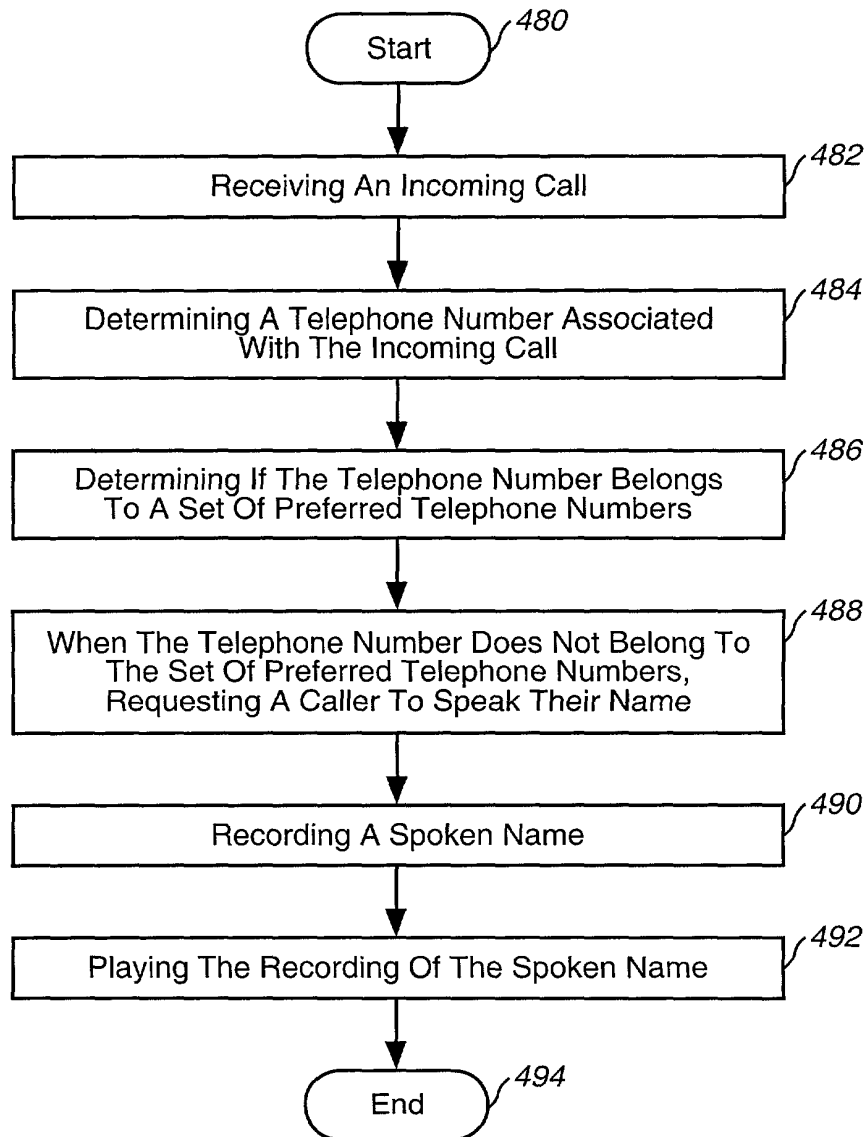 Start
480
Receiving An Incoming Call
482
Determining A Telephone Number Associated
With The Incoming Call
484
Determining If The Telephone Number Belongs
To A Set Of Preferred Telephone Numbers
486
When The Telephone Number Does Not Belong To
The Set Of Preferred Telephone Numbers,
Requesting A Caller To Speak Their Name
488
Recording A Spoken Name
490
Playing The Recording Of The Spoken Name
492
End
494